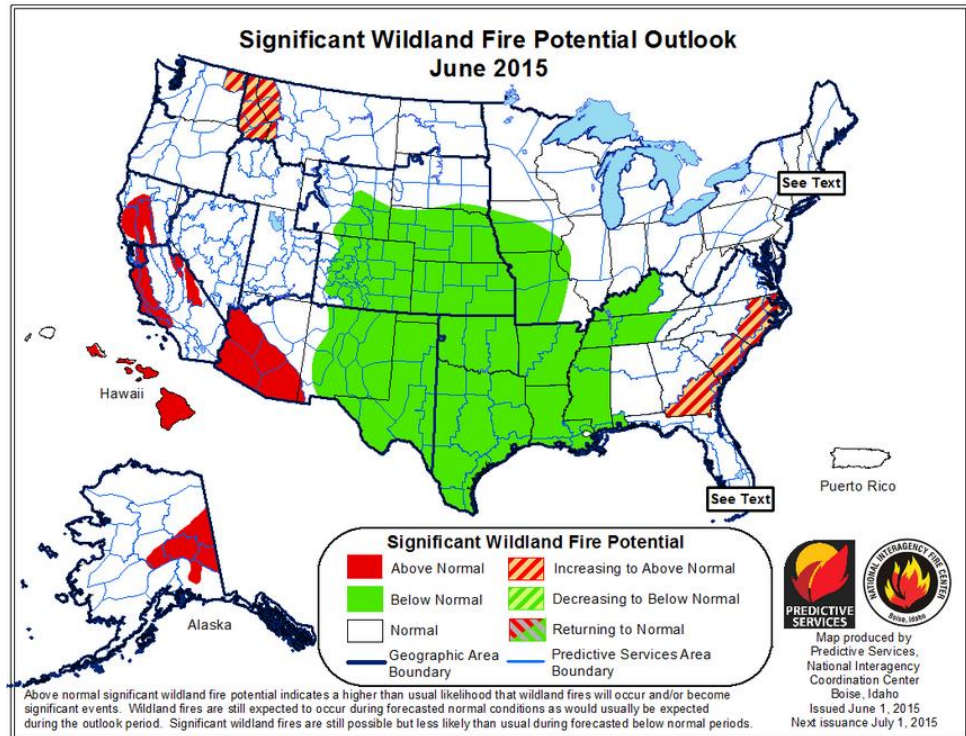 Significant Wildland Fire Potential Outlook
June 2015
See Text
Hawaii
Puerto Rico
See Text
Alaska
Significant Wildland Fire Potential
Above Normal
Increasing to Above Normal
Below Normal
Decreasing to Below Normal
Normal
Returning to Normal
Geographic Area
Boundary
Predictive Services Area
Boundary
PREDICTIVE
SERVICES
NATIONAL INTERAGENCY FIRE CENTER
Boise, Idaho
Map produced by
Predictive Services,
National Interagency
Coordination Center
Boise, Idaho
Issued June 1, 2015
Next issuance July 1, 2015
Above normal significant wildland fire potential indicates a higher than usual likelihood that wildland fires will occur and/or become
significant events. Wildland fires are still expected to occur during forecasted normal conditions as would usually be expected
during the outlook period. Significant wildland fires are still possible but less likely than usual during forecasted below normal periods.